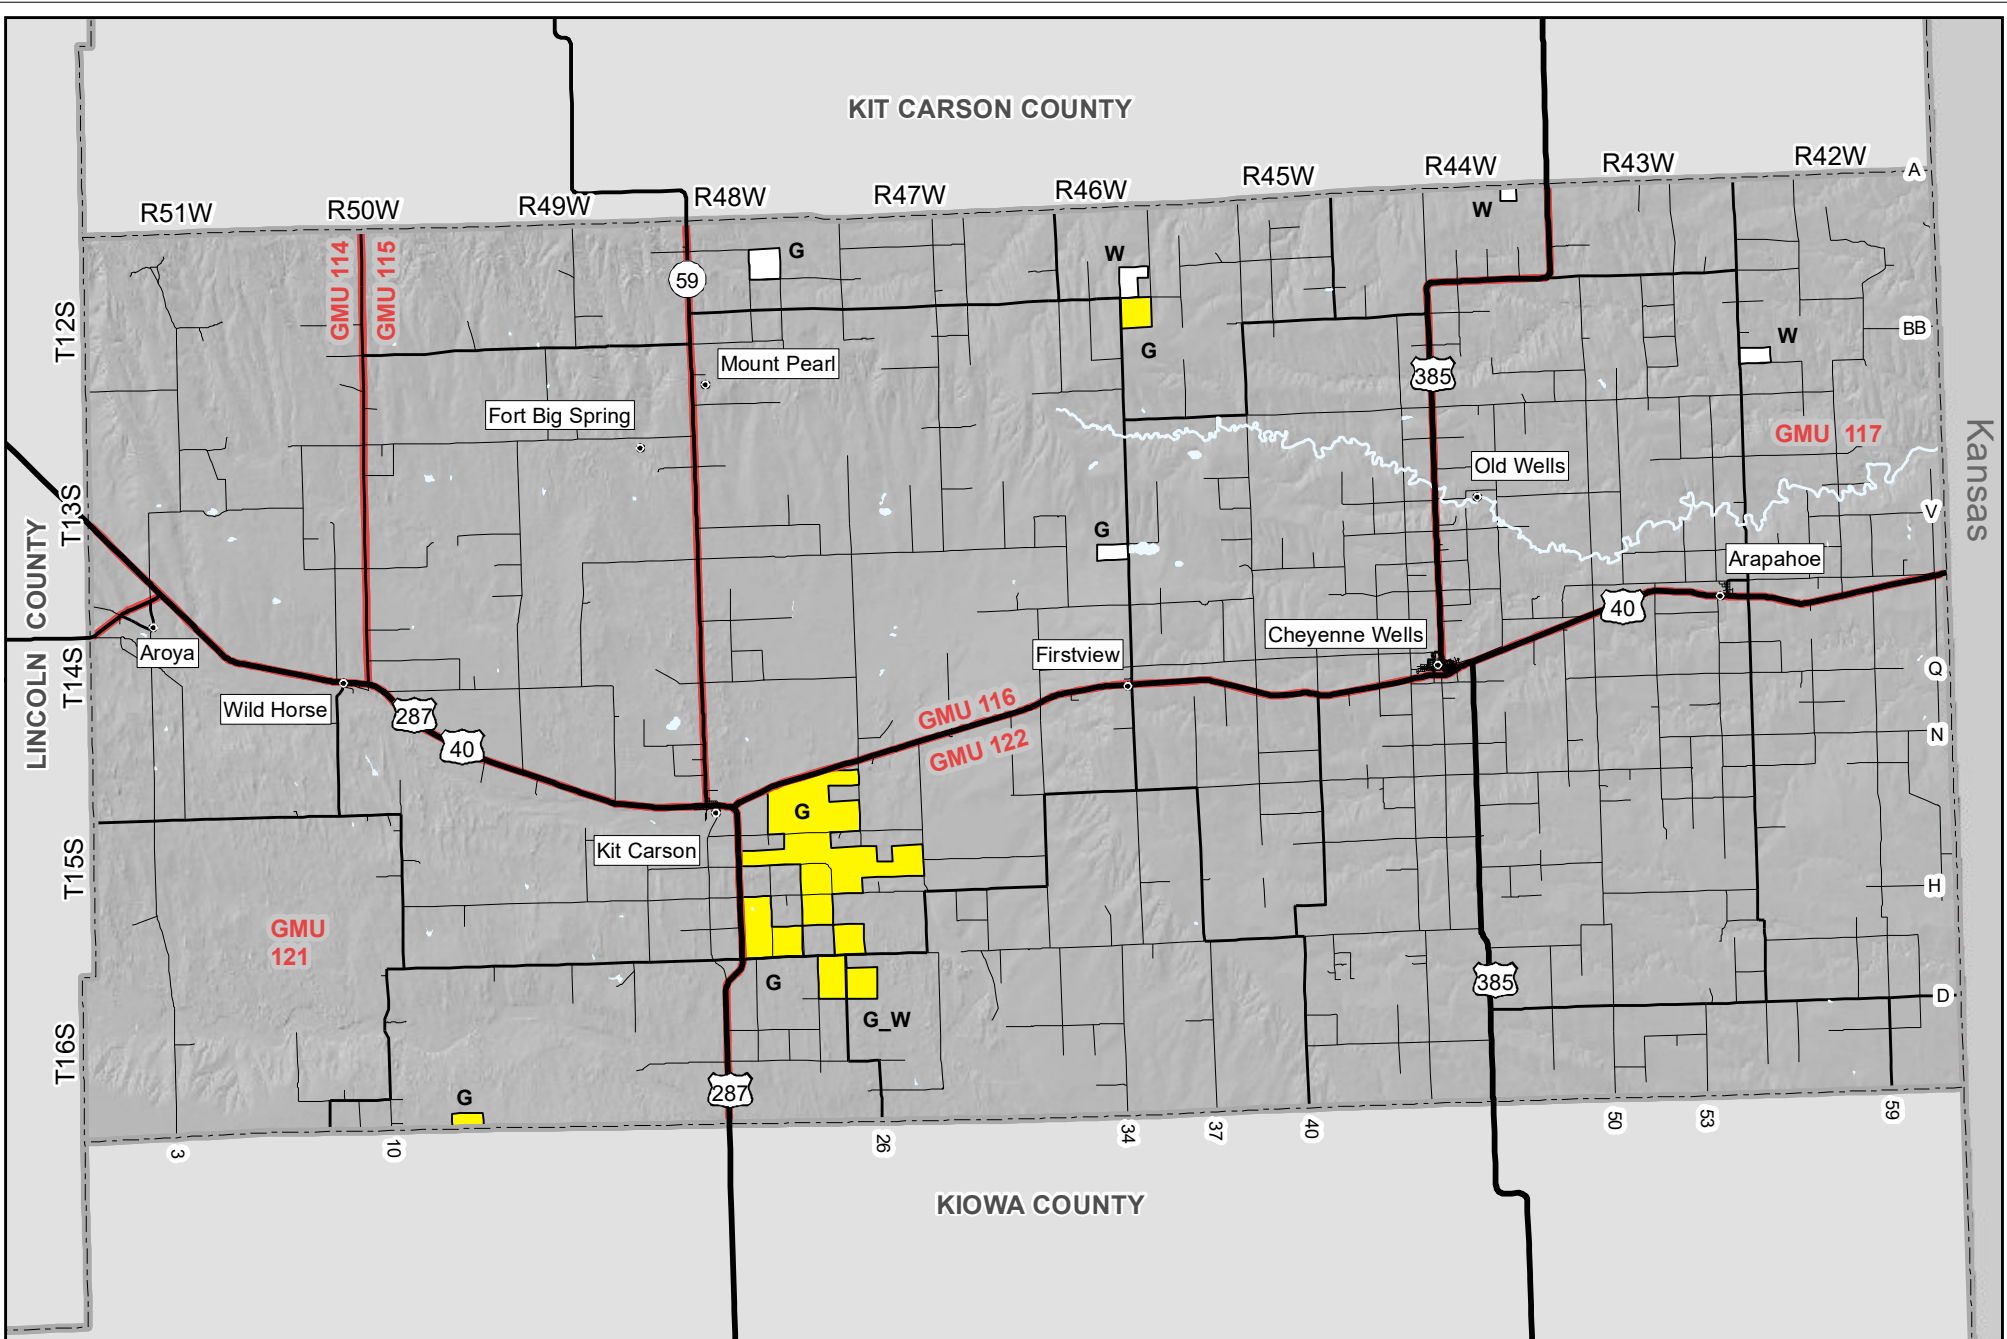 KIT CARSON COUNTY
R51W
R50W
R49W
R48W
R47W
R46W
R45W
R44W
R43W
R42W
A
W
G
W
GMU 114
GMU 115
59
T12S
BB
W
G
Mount Pearl
385
Fort Big Spring
GMU 117
Old Wells
Kansas
T13S
V
G
LINCOLN COUNTY
Arapahoe
40
Cheyenne Wells
Aroya
Firstview
T14S
Q
Wild Horse
287
GMU 116
GMU 122
40
N
G
Kit Carson
T15S
H
GMU
121
G
385
D
G_W
T16S
287
G
3
10
26
34
37
40
50
53
59
KIOWA COUNTY